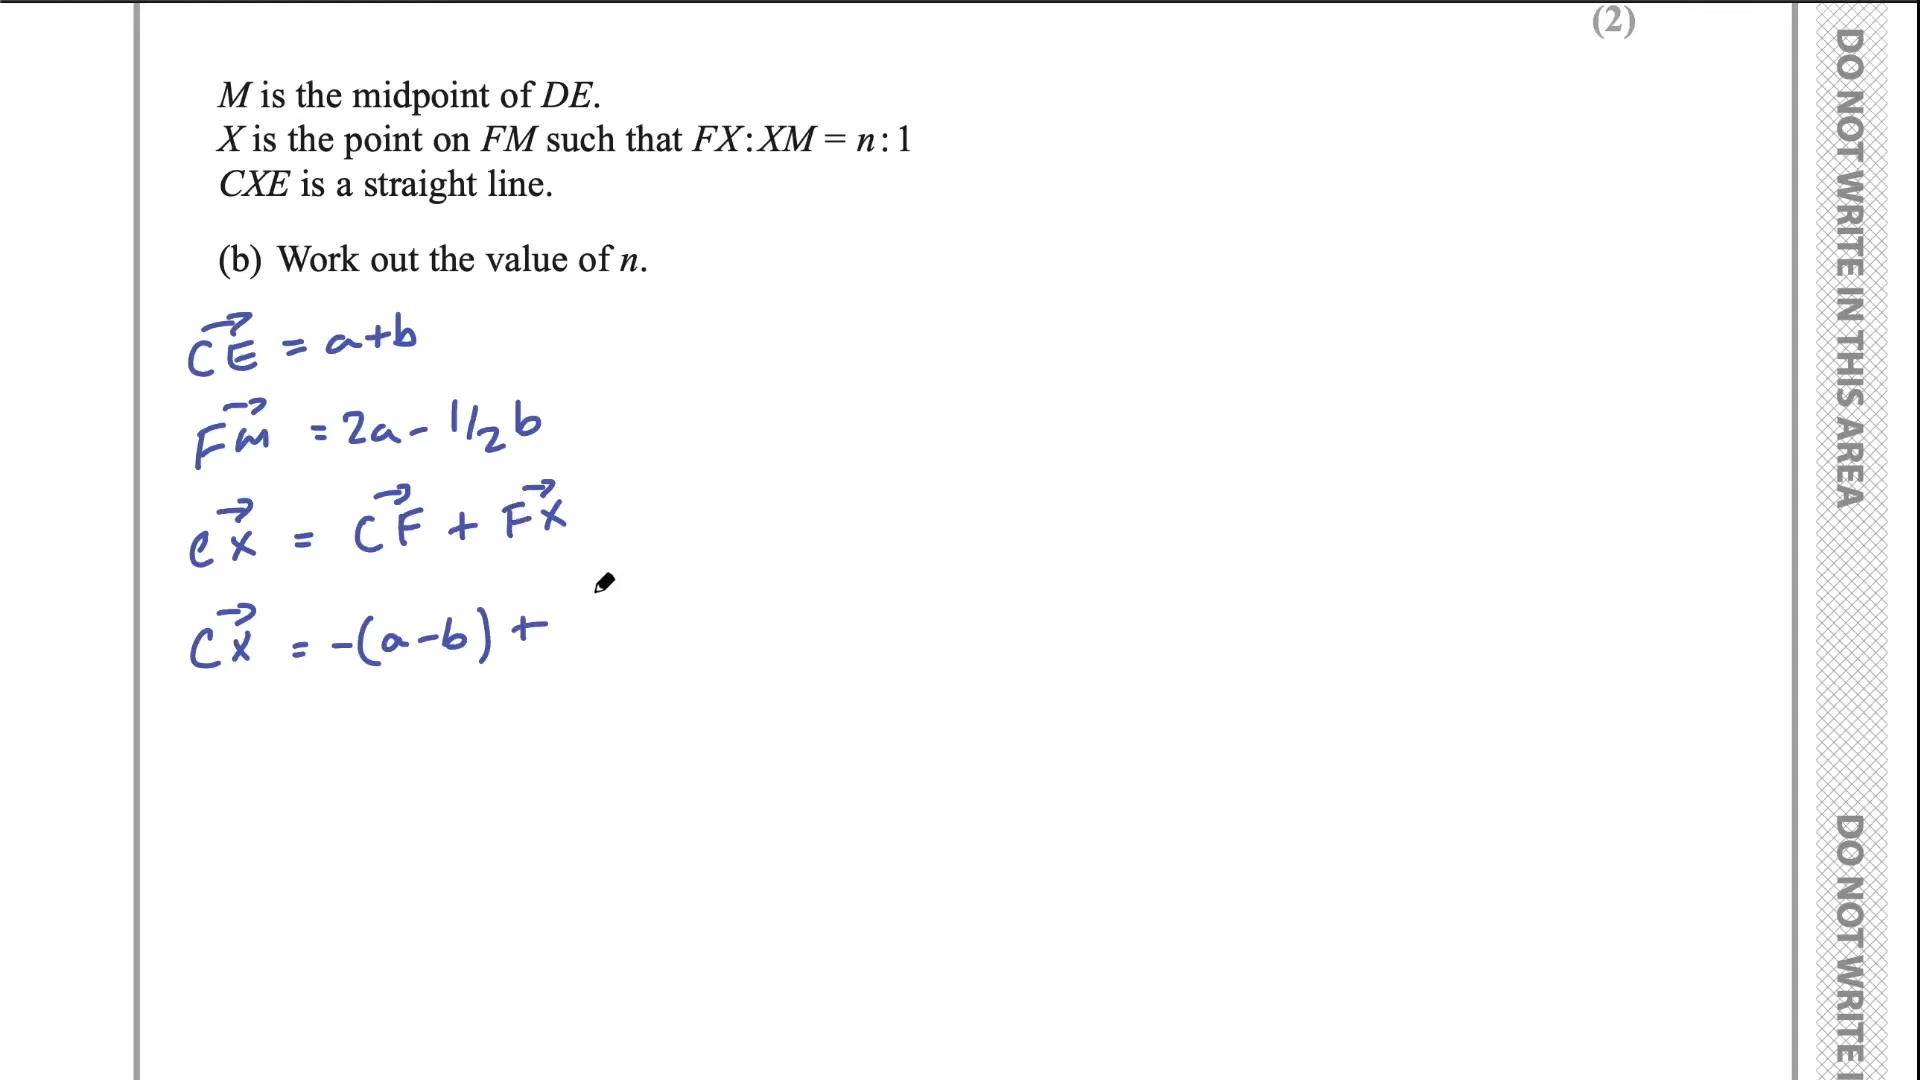 (2)
M is the midpoint of DE.
X is the point on FM such that FX:XM = n:1
CXE is a straight line.
(b) Work out the value of n.
CE→ = a+b
FM→ = 2a - 1/2 b
CX→ = CF→ + FX→
CX→ = -(a-b) +
DO NOT WRITE IN THIS AREA
DO NOT WRITE I